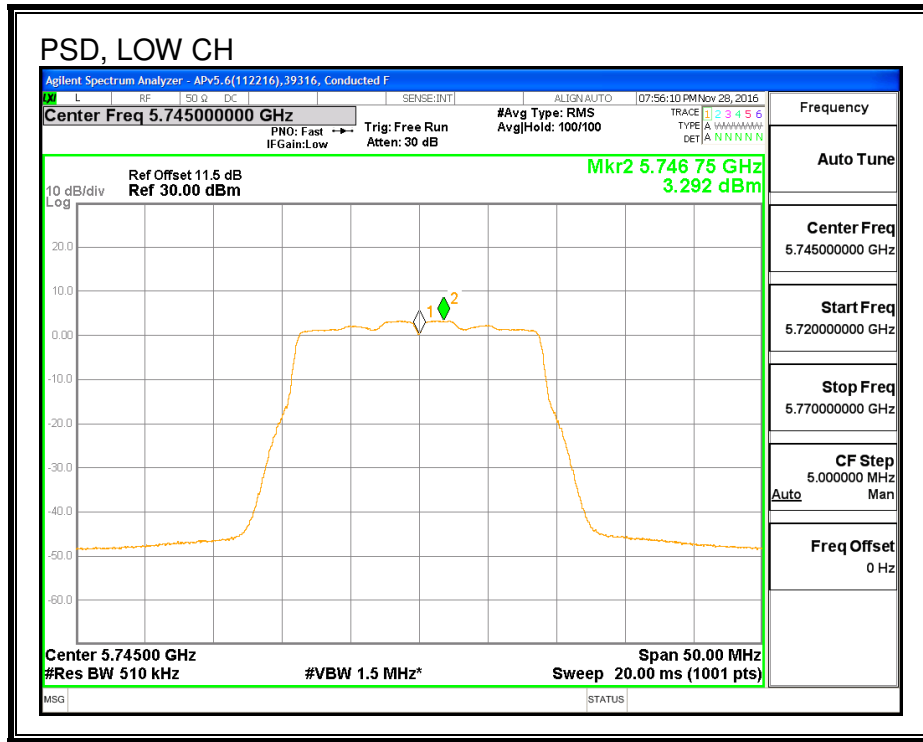 PSD, LOW CH
Agilent Spectrum Analyzer - APv5.6(112216),39316, Conducted F
LXI L RF 50 Ω DC SENSE:INT ALIGN AUTO 07:56:10 PM Nov 28, 2016
Center Freq 5.745000000 GHz
#Avg Type: RMS
TRACE 1 2 3 4 5 6
PNO: Fast
Trig: Free Run
Avg|Hold: 100/100
TYPE A WWWWW
IFGain:Low
Atten: 30 dB
DET A N N N N N
Frequency
Auto Tune
Mkr2 5.746 75 GHz
3.292 dBm
Ref Offset 11.5 dB
10 dB/div
Ref 30.00 dBm
Log
20.0
10.0
0.00
-10.0
-20.0
-30.0
-40.0
-50.0
-60.0
1
2
Center Freq
5.745000000 GHz
Start Freq
5.720000000 GHz
Stop Freq
5.770000000 GHz
CF Step
5.000000 MHz
Auto Man
Freq Offset
0 Hz
Center 5.74500 GHz
Span 50.00 MHz
#Res BW 510 kHz
#VBW 1.5 MHz*
Sweep 20.00 ms (1001 pts)
MSG
STATUS